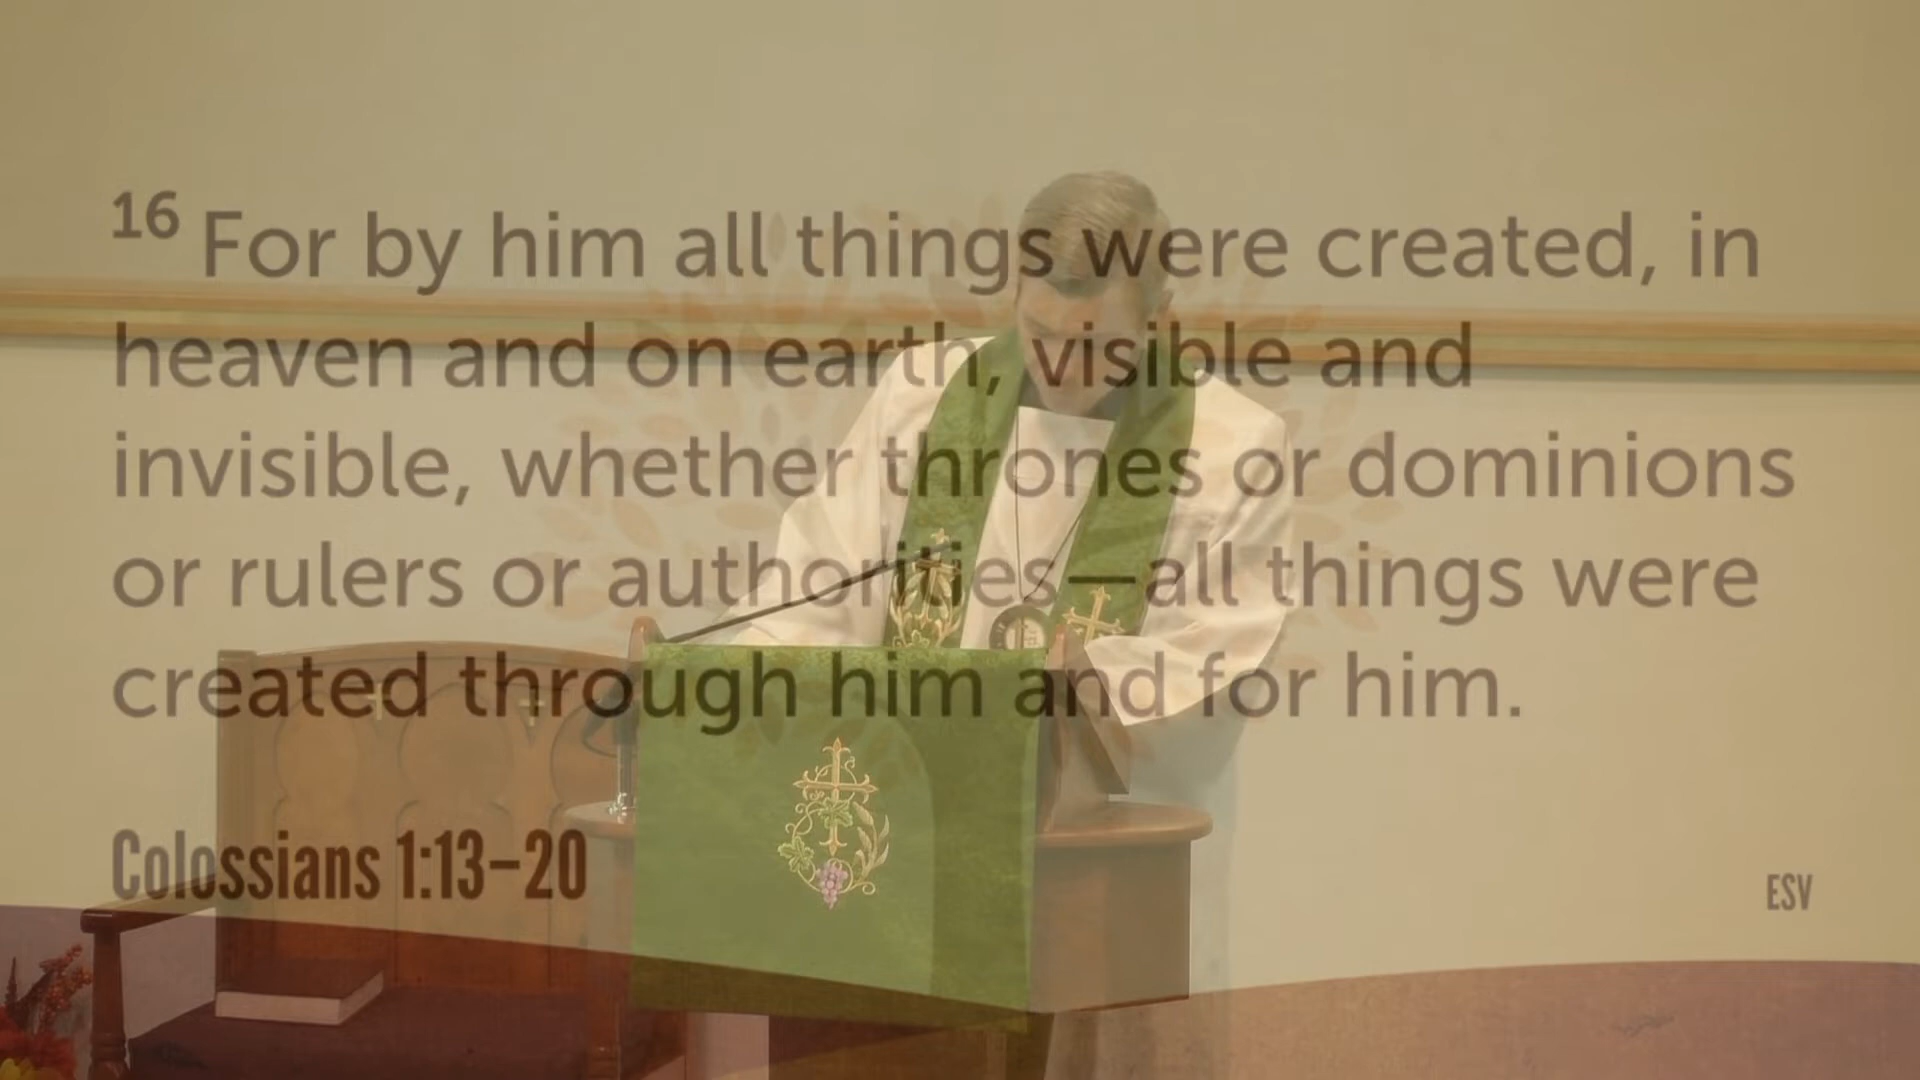 16 For by him all things were created, in
heaven and on earth, visible and
invisible, whether thrones or dominions
or rulers or authorities—all things were
created through him and for him.
Colossians 1:13–20
ESV